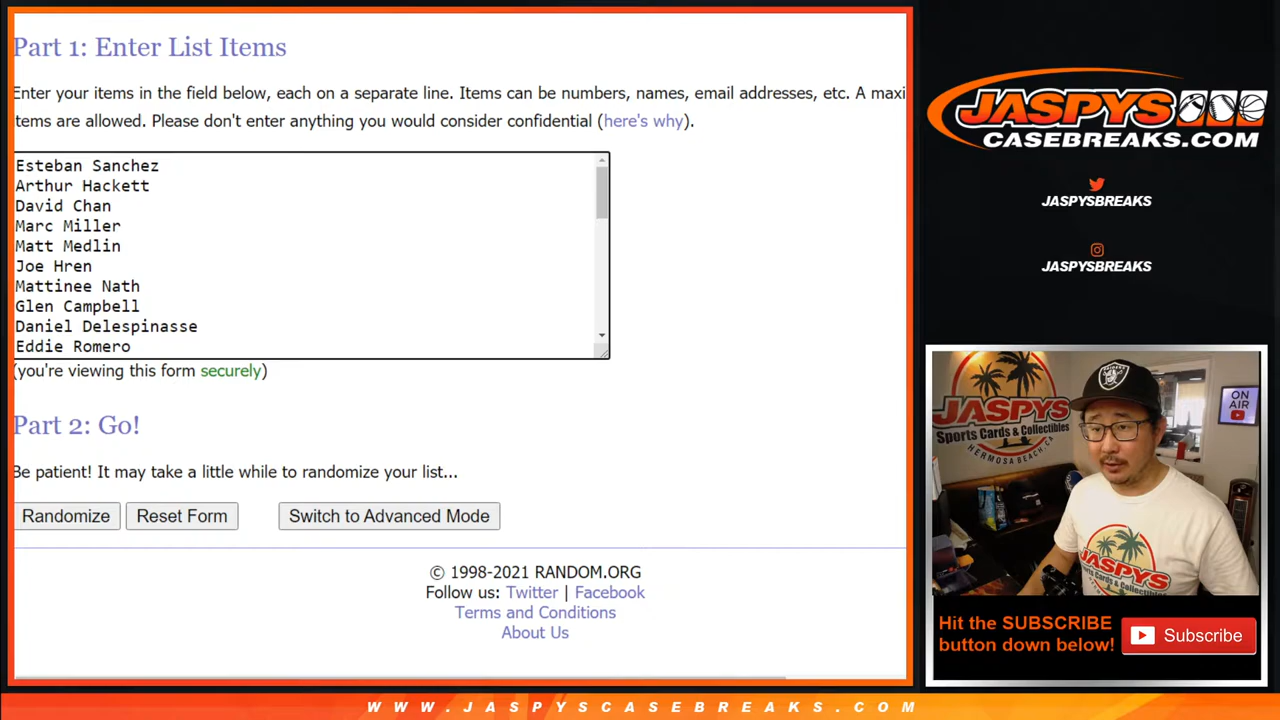 Part 1: Enter List Items
Enter your items in the field below, each on a separate line. Items can be numbers, names, email addresses, etc. A maxi
items are allowed. Please don't enter anything you would consider confidential (here's why).
Esteban Sanchez
Arthur Hackett
David Chan
Marc Miller
Matt Medlin
Joe Hren
Mattinee Nath
Glen Campbell
Daniel Delespinasse
Eddie Romero
(you're viewing this form securely)
Part 2: Go!
Be patient! It may take a little while to randomize your list...
Randomize
Reset Form
Switch to Advanced Mode
© 1998-2021 RANDOM.ORG
Follow us: Twitter | Facebook
Terms and Conditions
About Us
JASPYS
CASEBREAKS.COM
JASPYSBREAKS
JASPYSBREAKS
JASPYS
Sports Cards & Collectibles
HERMOSA BEACH, CA
ON
AIR
RAIDERS
JASPYS
Hit the SUBSCRIBE
button down below!
Subscribe
WWW.JASPYSCASEBREAKS.COM